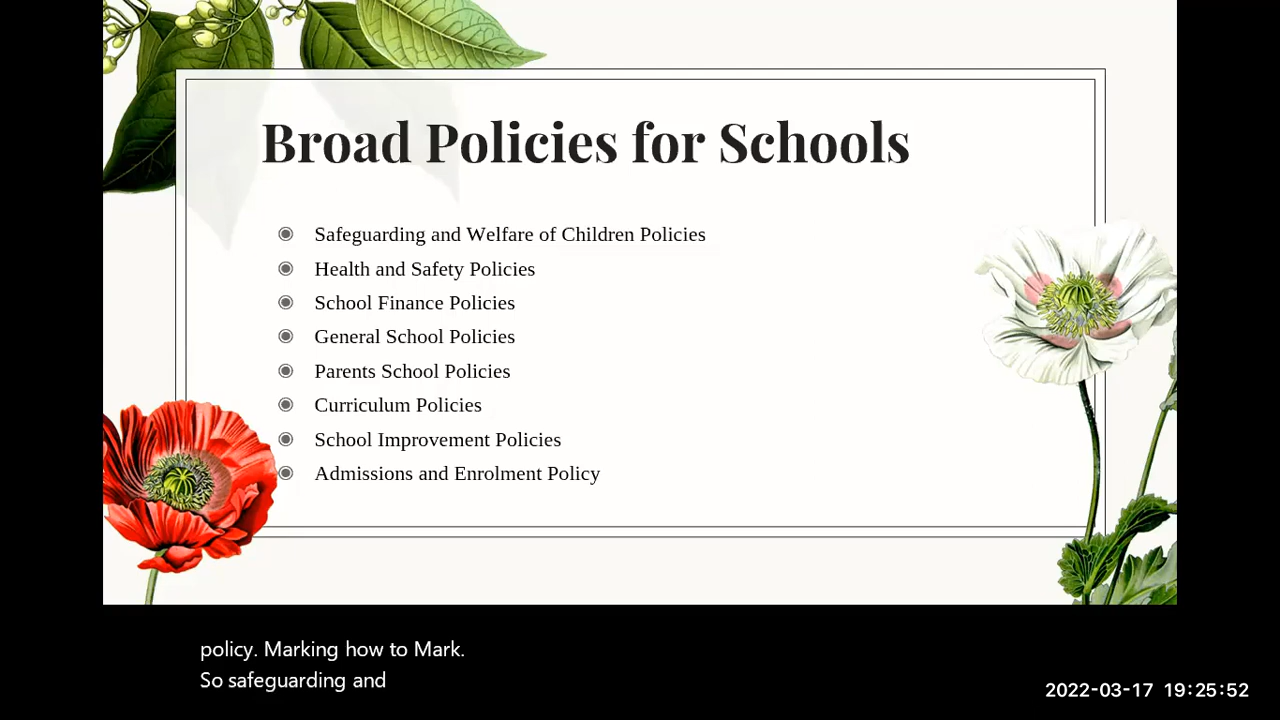 Broad Policies for Schools
Safeguarding and Welfare of Children Policies
Health and Safety Policies
School Finance Policies
General School Policies
Parents School Policies
Curriculum Policies
School Improvement Policies
Admissions and Enrolment Policy
policy. Marking how to Mark.
So safeguarding and
2022-03-17 19:25:52